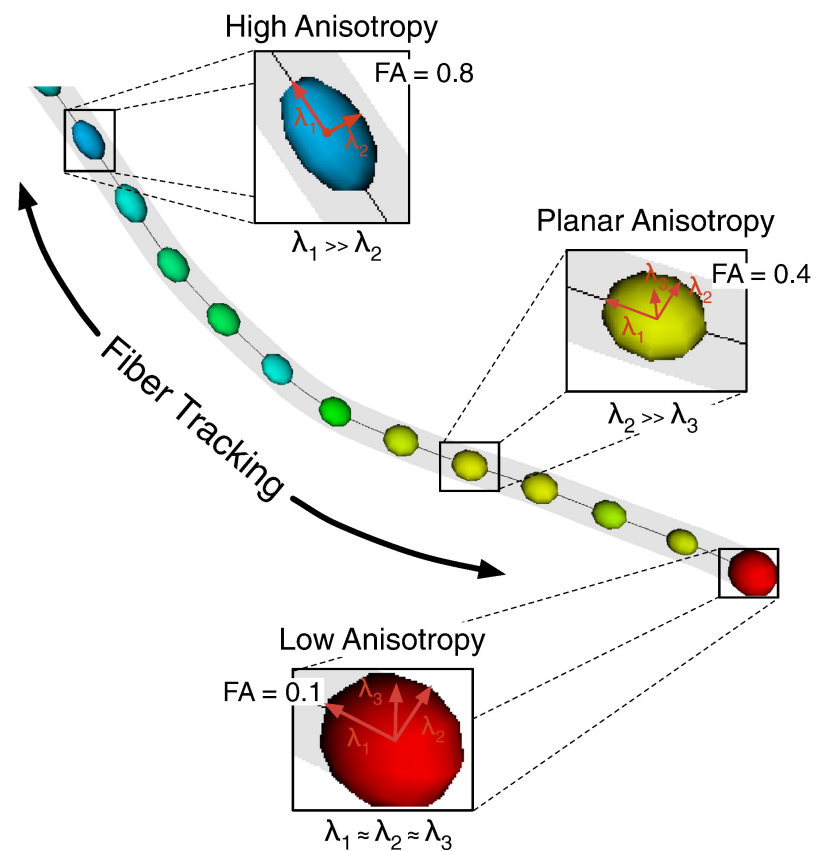 High Anisotropy
FA = 0.8
λ1
λ2
λ1 >> λ2
Planar Anisotropy
FA = 0.4
λ3
λ2
λ1
λ2 >> λ3
Fiber Tracking
Low Anisotropy
FA = 0.1
λ3
λ2
λ1
λ1 ≈ λ2 ≈ λ3